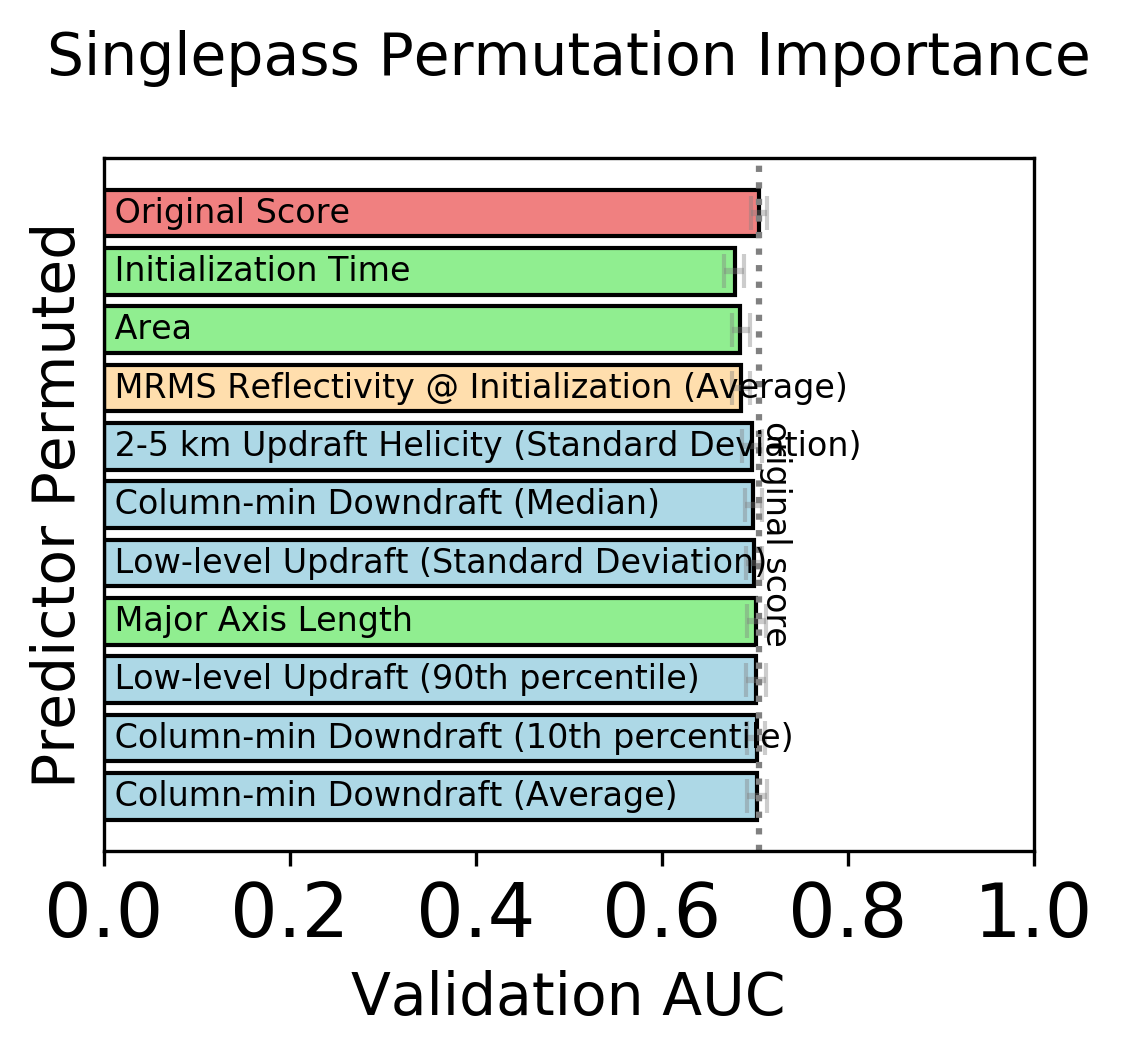 Singlepass Permutation Importance
Predictor Permuted
Original Score
Initialization Time
Area
MRMS Reflectivity @ Initialization (Average)
2-5 km Updraft Helicity (Standard Deviation)
Column-min Downdraft (Median)
Low-level Updraft (Standard Deviation)
Major Axis Length
Low-level Updraft (90th percentile)
Column-min Downdraft (10th percentile)
Column-min Downdraft (Average)
original score
0.0 0.2 0.4 0.6 0.8 1.0
Validation AUC